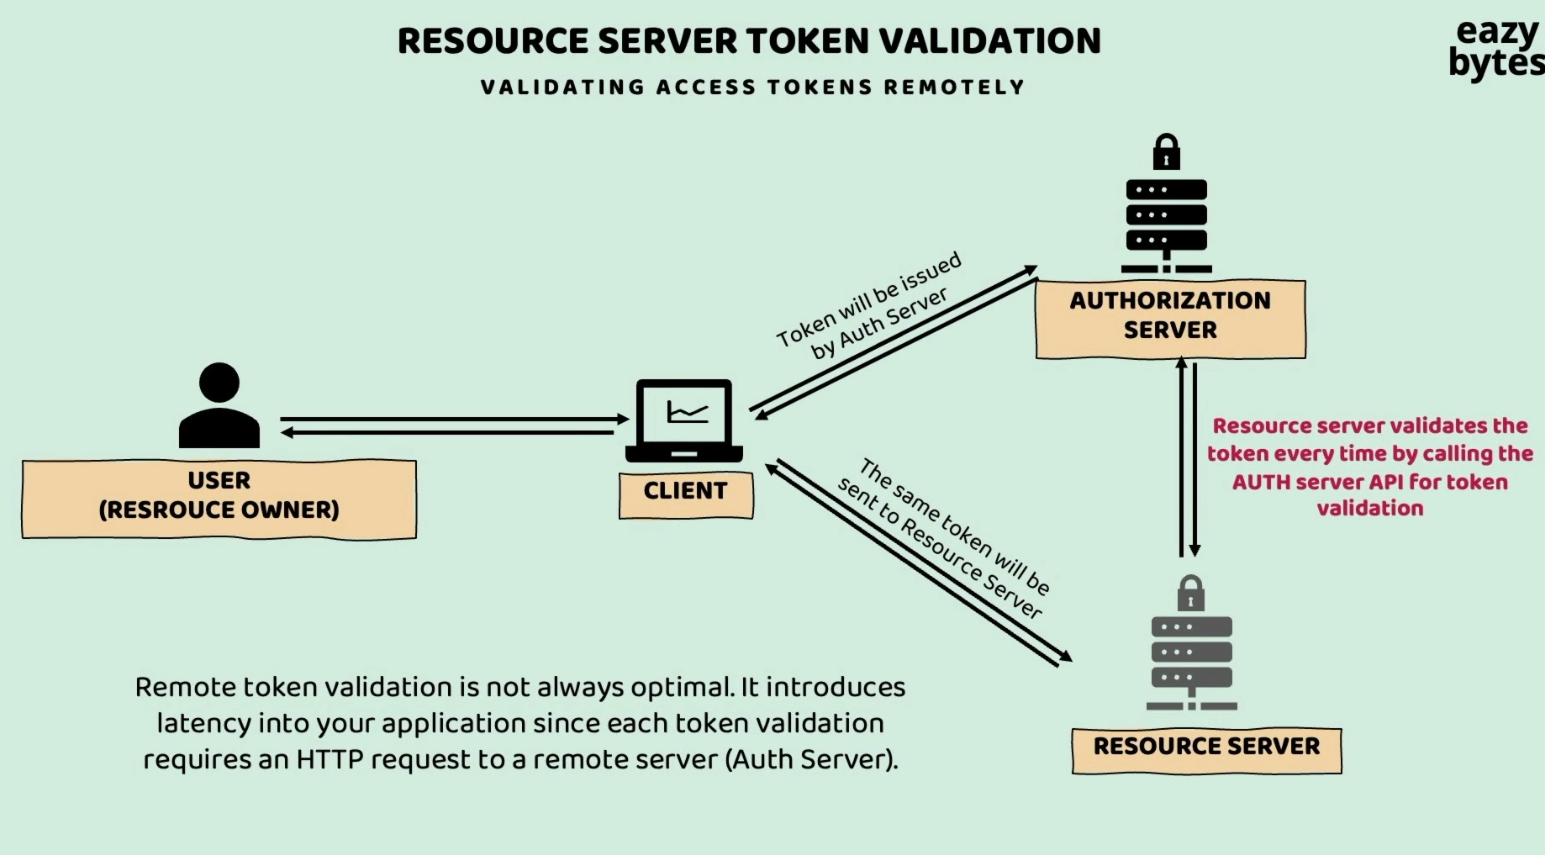 RESOURCE SERVER TOKEN VALIDATION
VALIDATING ACCESS TOKENS REMOTELY
eazy
bytes
Token will be issued
by Auth Server
AUTHORIZATION
SERVER
USER
(RESROUCE OWNER)
CLIENT
Resource server validates the
token every time by calling the
AUTH server API for token
validation
The same token will be
sent to Resource Server
Remote token validation is not always optimal. It introduces
latency into your application since each token validation
requires an HTTP request to a remote server (Auth Server).
RESOURCE SERVER